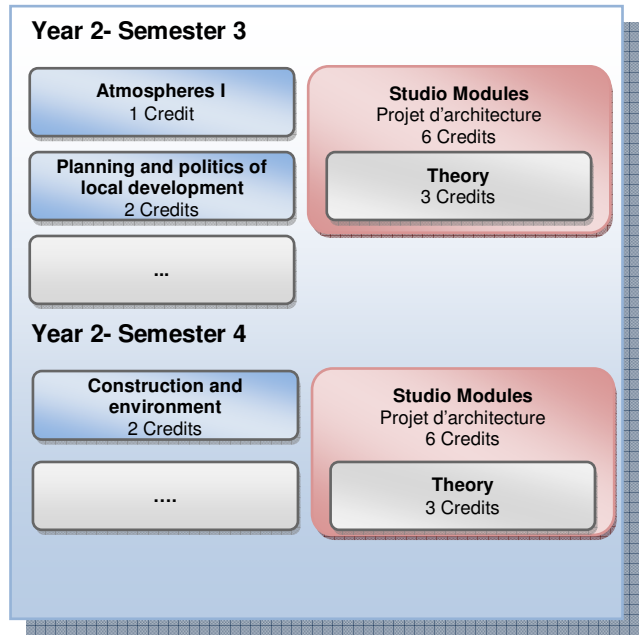 Year 2- Semester 3
Atmospheres I
1 Credit
Planning and politics of
local development
2 Credits
...
Studio Modules
Projet d'architecture
6 Credits
Theory
3 Credits
Year 2- Semester 4
Construction and
environment
2 Credits
....
Studio Modules
Projet d'architecture
6 Credits
Theory
3 Credits